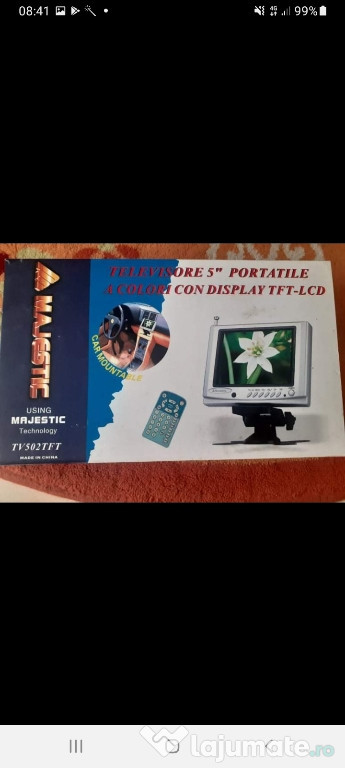 08:41
4G
99%
TELEVISORE 5" PORTATILE
A COLORI CON DISPLAY TFT-LCD
MAJESTIC
CAR MOUNTABLE
USING
MAJESTIC
Technology
TV502TFT
MADE IN CHINA
lajumate.ro